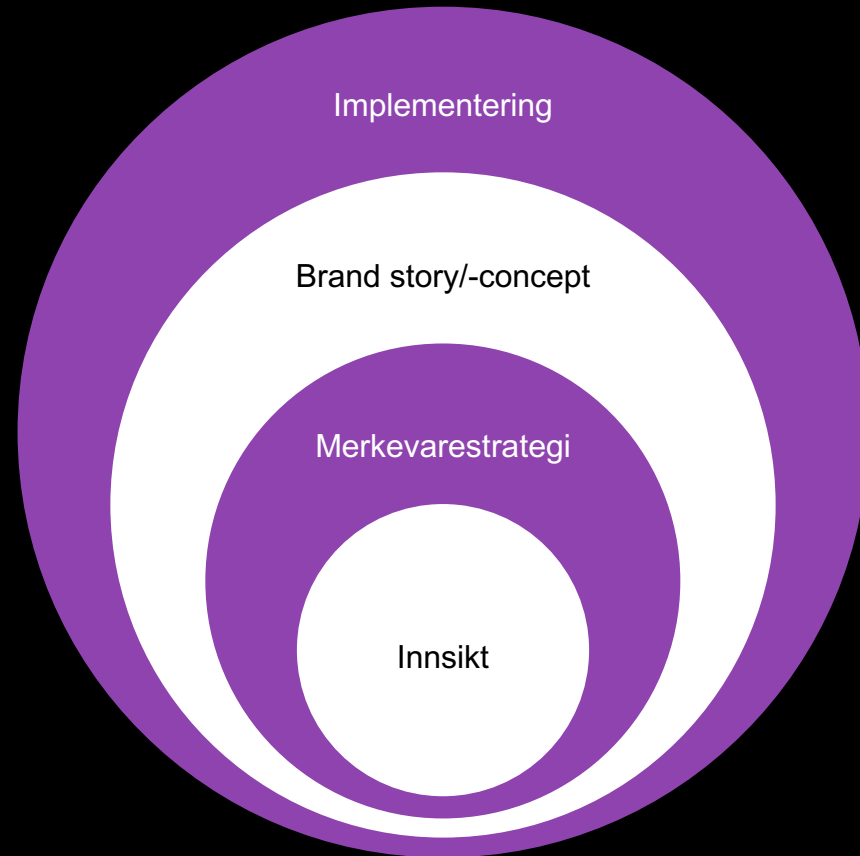 Implementering
Brand story/-concept
Merkevarestrategi
Innsikt